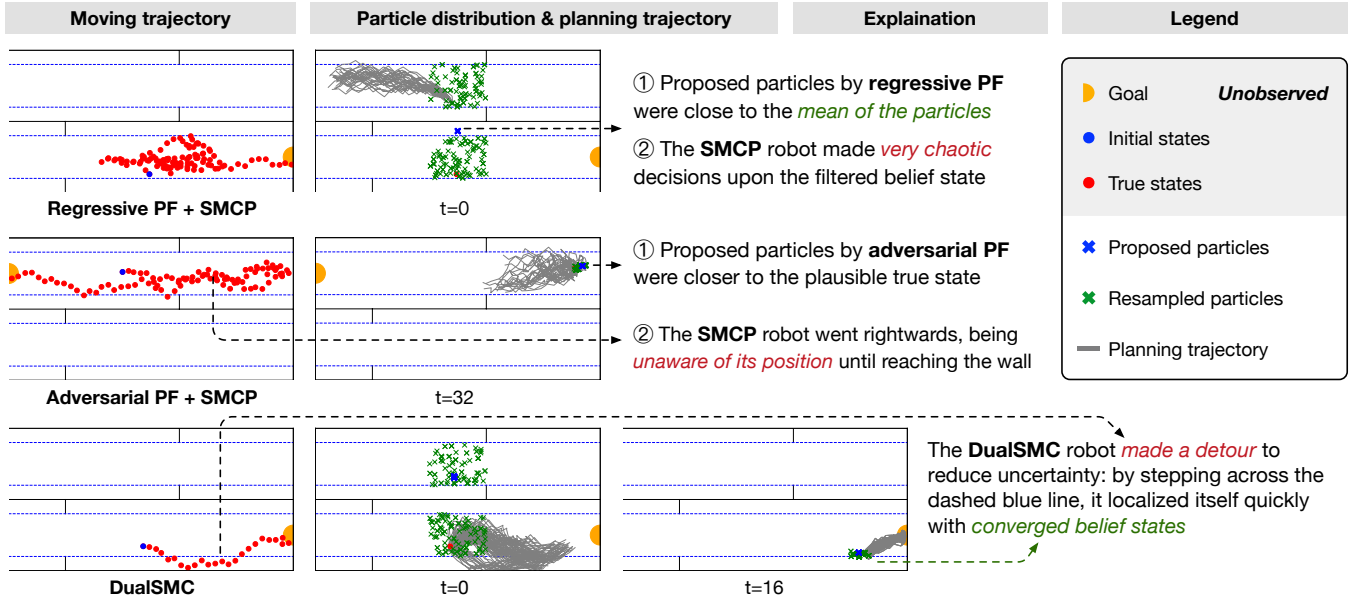 Moving trajectory
Particle distribution & planning trajectory
Explaination
Legend
① Proposed particles by regressive PF
were close to the mean of the particles
② The SMCP robot made very chaotic
decisions upon the filtered belief state
Regressive PF + SMCP
t=0
Goal
Unobserved
Initial states
True states
Proposed particles
Resampled particles
Planning trajectory
① Proposed particles by adversarial PF
were closer to the plausible true state
② The SMCP robot went rightwards, being
unaware of its position until reaching the wall
Adversarial PF + SMCP
t=32
The DualSMC robot made a detour to
reduce uncertainty: by stepping across the
dashed blue line, it localized itself quickly
with converged belief states
DualSMC
t=0
t=16